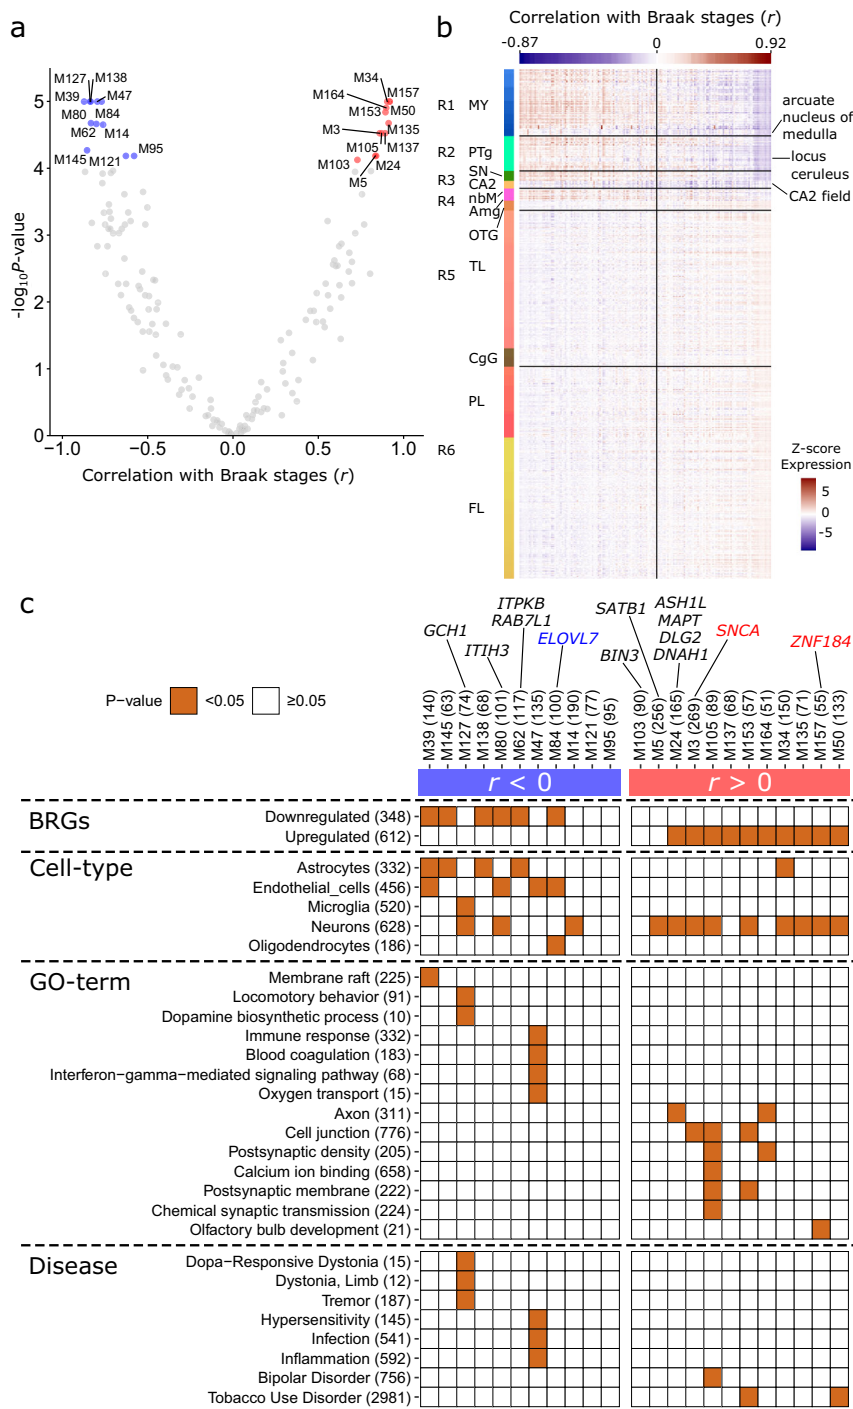 a
M127
M138
M39
M47
M80
M84
M62
M14
M145
M121
M95
M34
M157
M164
M153
M50
M3
M135
M105
M137
M103
M24
M5
5
4
3
2
1
0
-log10P-value
−1.0
−0.5
0.0
0.5
1.0
Correlation with Braak stages (r)
b
Correlation with Braak stages (r)
-0.87
0
0.92
R1
MY
R2
PTg
SN
R3
CA2
nbM
R4
Amg
OTG
R5
TL
CgG
PL
R6
FL
arcuate
nucleus of
medulla
locus
ceruleus
CA2 field
Z-score
Expression
5
0
-5
c
GCH1
ITIH3
ITPKB
RAB7L1
ELOVL7
SATB1
BIN3
ASH1L
MAPT
DLG2
DNAH1
SNCA
ZNF184
P−value
<0.05
≥0.05
M39 (140)
M145 (63)
M127 (74)
M138 (68)
M80 (101)
M62 (117)
M47 (135)
M84 (100)
M14 (190)
M121 (77)
M95 (95)
M103 (90)
M5 (256)
M24 (165)
M3 (269)
M105 (89)
M137 (68)
M153 (57)
M164 (51)
M34 (150)
M135 (71)
M157 (55)
M50 (133)
r < 0
r > 0
BRGs
Downregulated (348)
Upregulated (612)
Cell-type
Astrocytes (332)
Endothelial_cells (456)
Microglia (520)
Neurons (628)
Oligodendrocytes (186)
GO-term
Membrane raft (225)
Locomotory behavior (91)
Dopamine biosynthetic process (10)
Immune response (332)
Blood coagulation (183)
Interferon−gamma−mediated signaling pathway (68)
Oxygen transport (15)
Axon (311)
Cell junction (776)
Postsynaptic density (205)
Calcium ion binding (658)
Postsynaptic membrane (222)
Chemical synaptic transmission (224)
Olfactory bulb development (21)
Disease
Dopa−Responsive Dystonia (15)
Dystonia, Limb (12)
Tremor (187)
Hypersensitivity (145)
Infection (541)
Inflammation (592)
Bipolar Disorder (756)
Tobacco Use Disorder (2981)